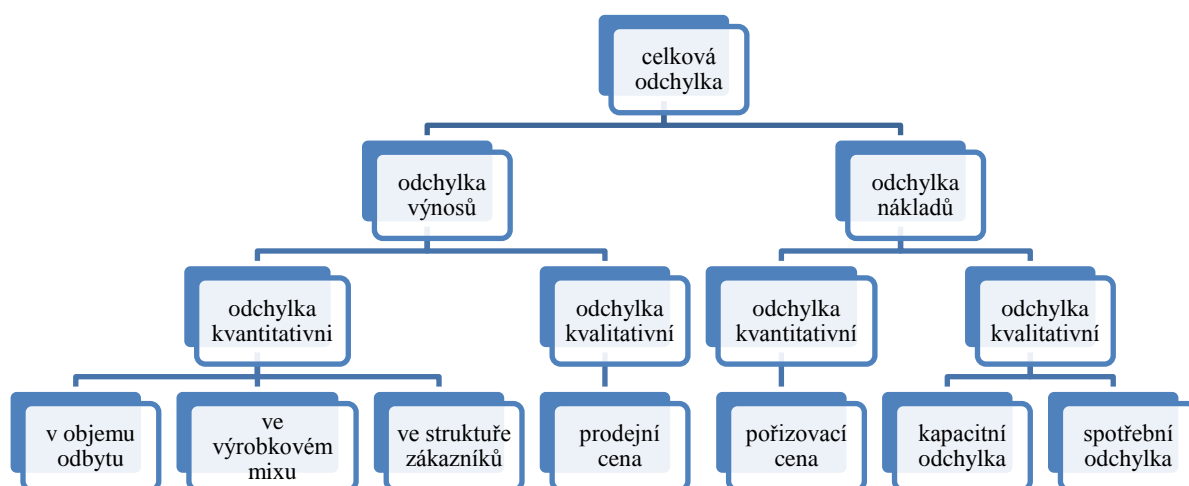 celková
odchylka
odchylka
výnosů
odchylka
nákladů
odchylka
kvantitativni
odchylka
kvalitativní
odchylka
kvantitativní
odchylka
kvalitativní
v objemu
odbytu
ve
výrobkovém
mixu
ve struktuře
zákazníků
prodejní
cena
pořizovací
cena
kapacitní
odchylka
spotřební
odchylka